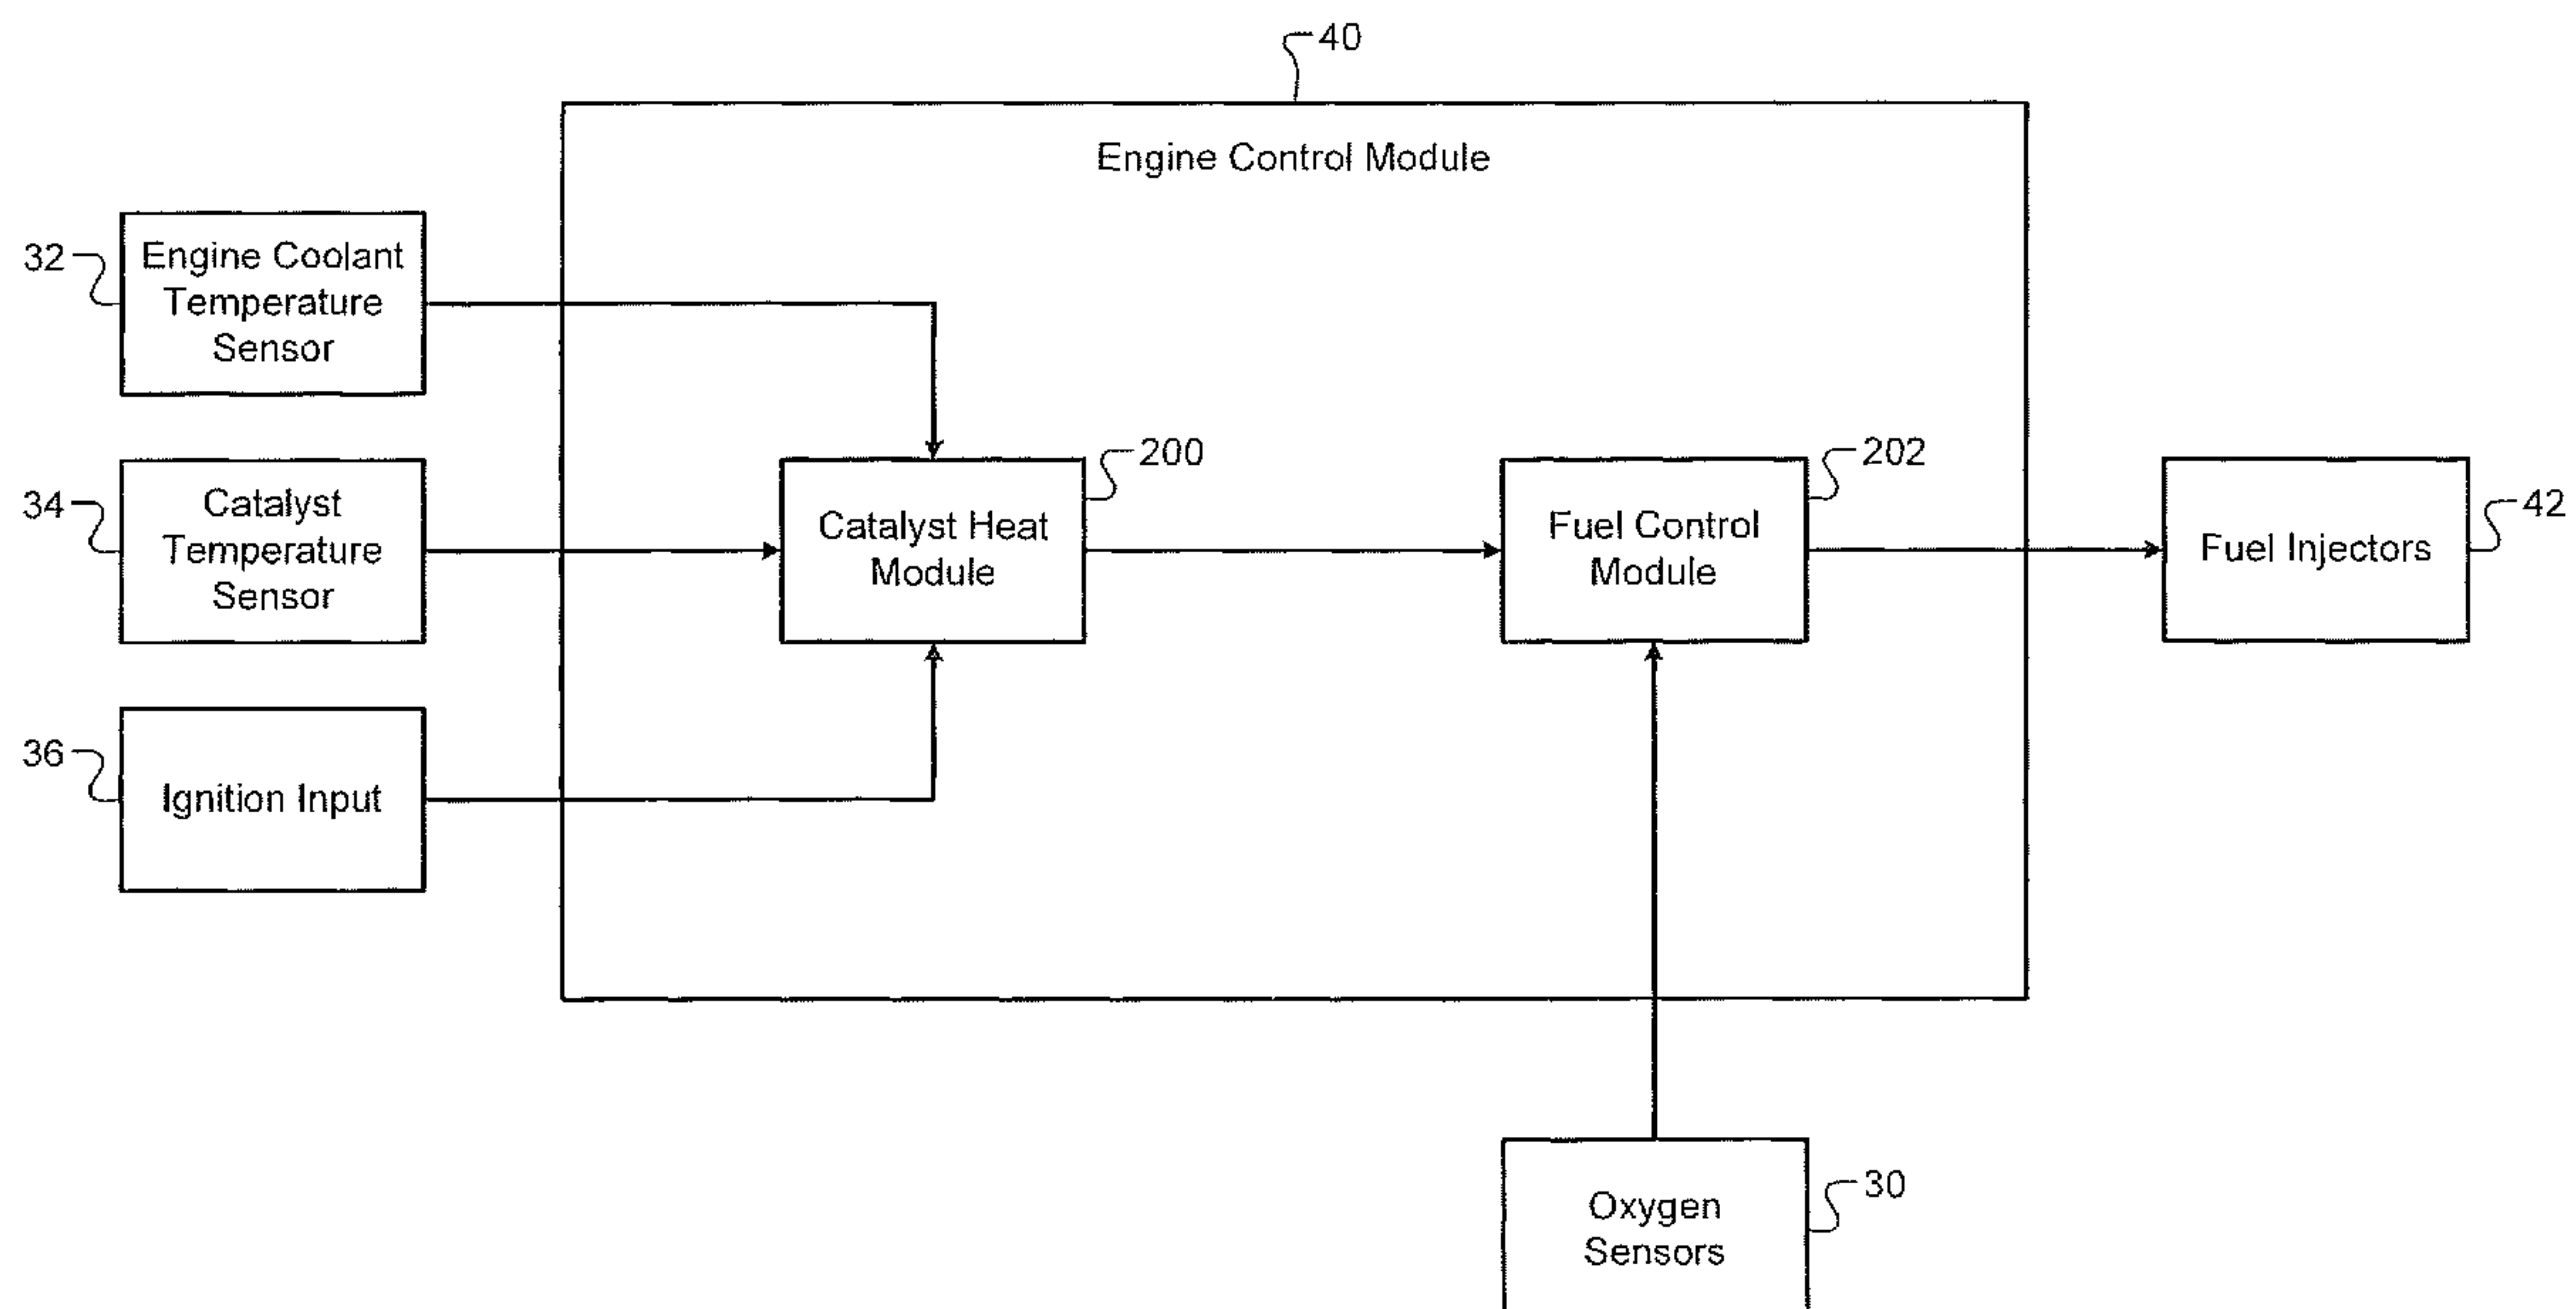 40
Engine Control Module
32
Engine Coolant
Temperature
Sensor
34
Catalyst
Temperature
Sensor
36
Ignition Input
200
Catalyst Heat
Module
202
Fuel Control
Module
42
Fuel Injectors
30
Oxygen
Sensors